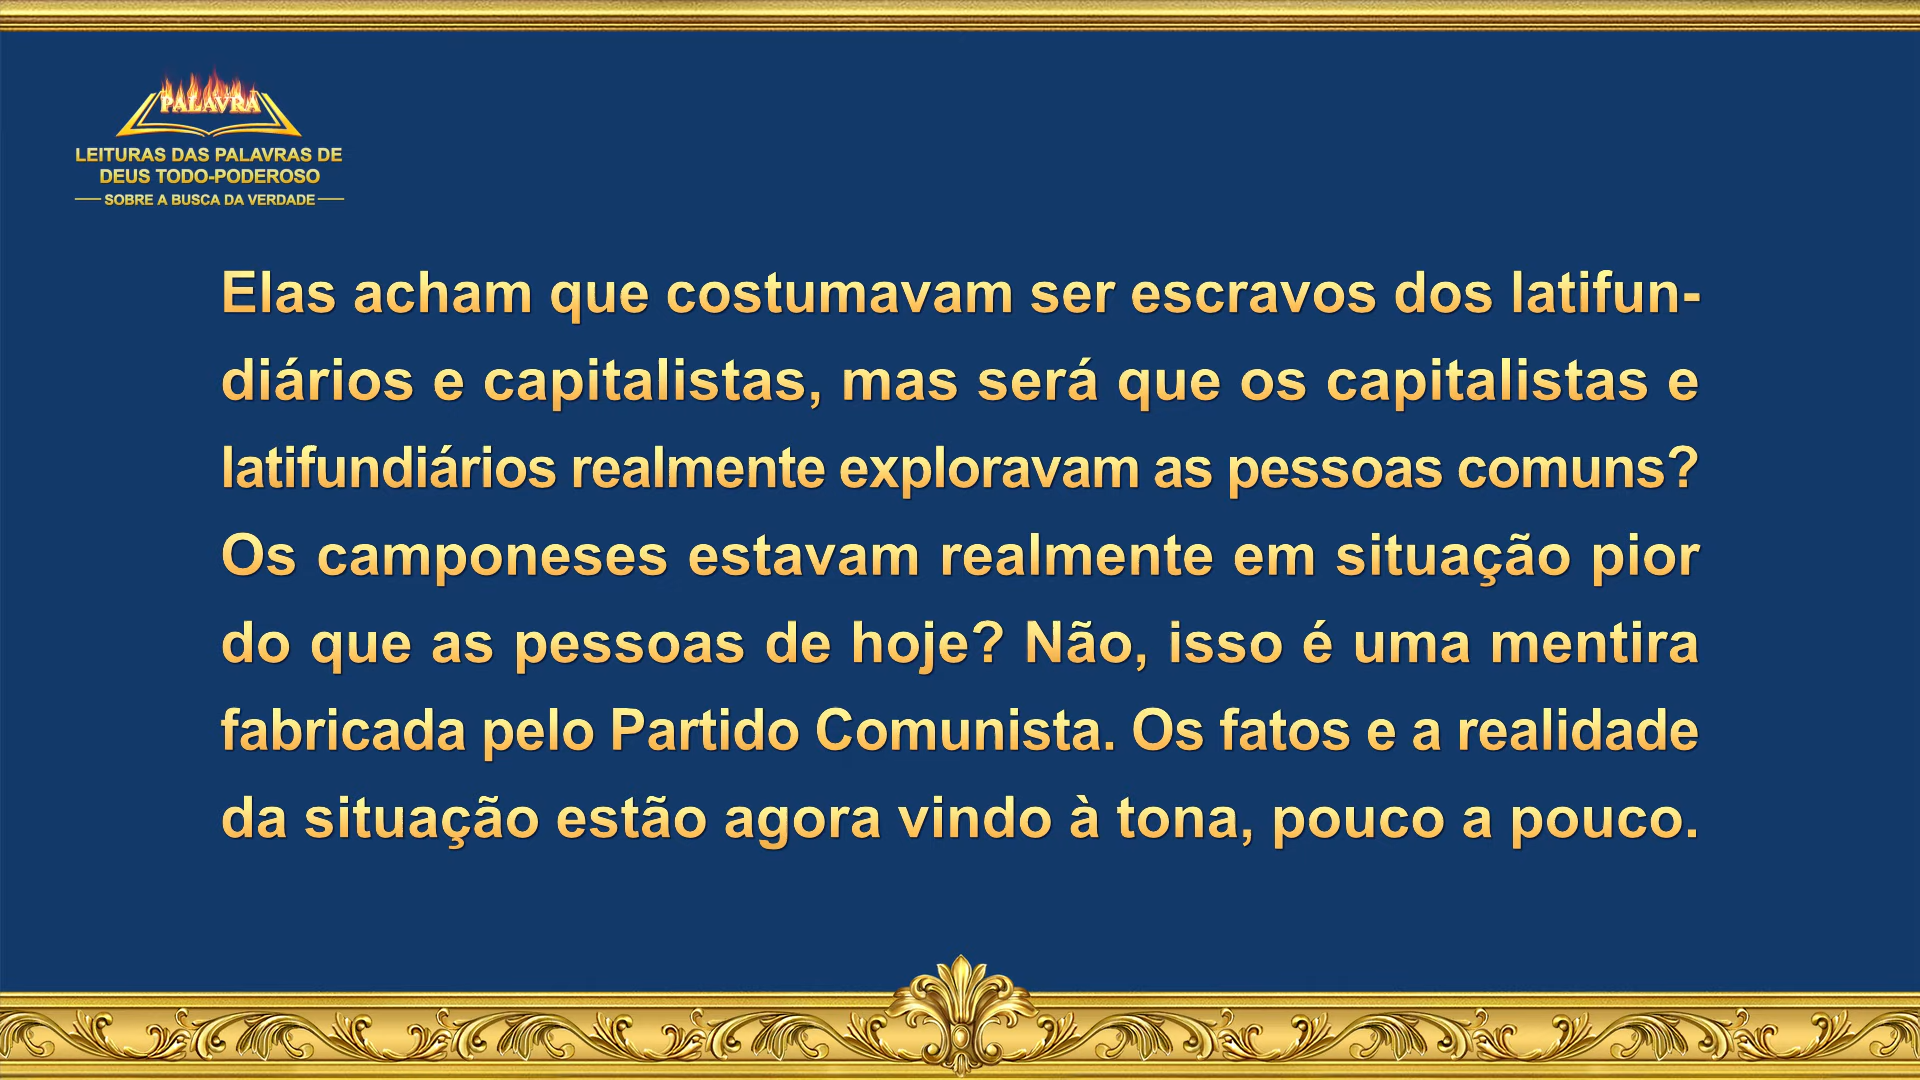 PALAVRA
LEITURAS DAS PALAVRAS DE
DEUS TODO-PODEROSO
SOBRE A BUSCA DA VERDADE
Elas acham que costumavam ser escravos dos latifun-
diários e capitalistas, mas será que os capitalistas e
latifundiários realmente exploravam as pessoas comuns?
Os camponeses estavam realmente em situação pior
do que as pessoas de hoje? Não, isso é uma mentira
fabricada pelo Partido Comunista. Os fatos e a realidade
da situação estão agora vindo à tona, pouco a pouco.